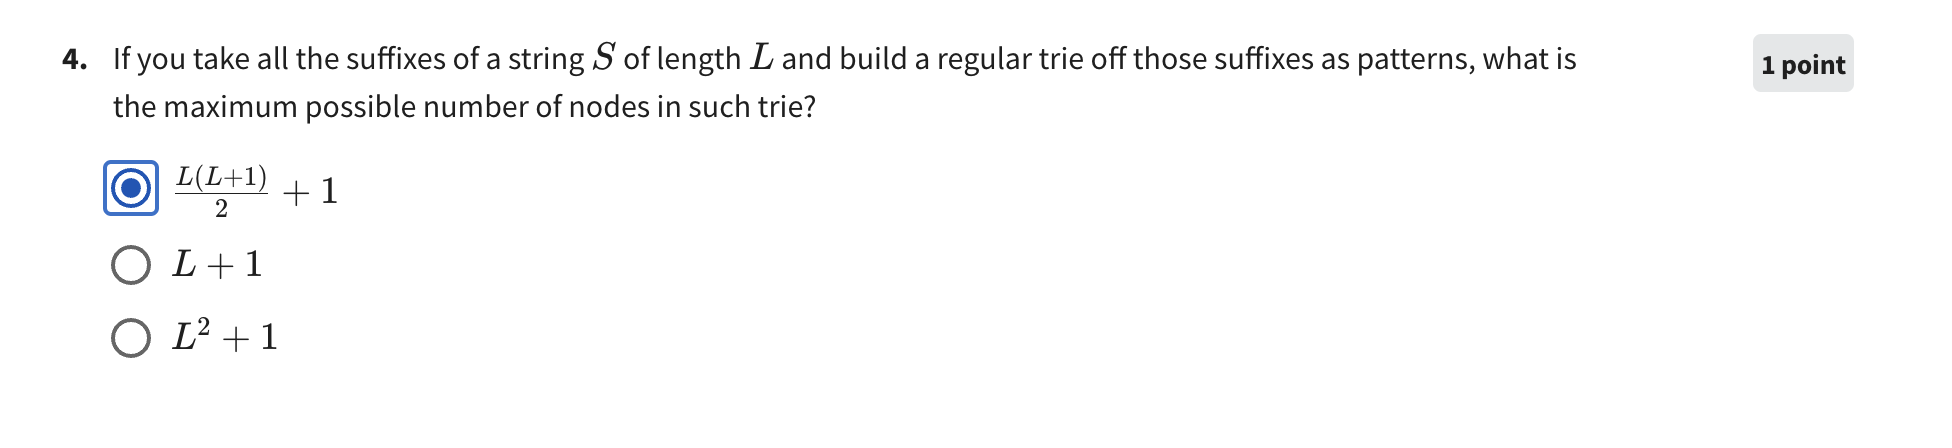 4. If you take all the suffixes of a string S of length L and build a regular trie off those suffixes as patterns, what is
the maximum possible number of nodes in such trie?
1 point
L(L+1)/2 + 1
L + 1
L² + 1